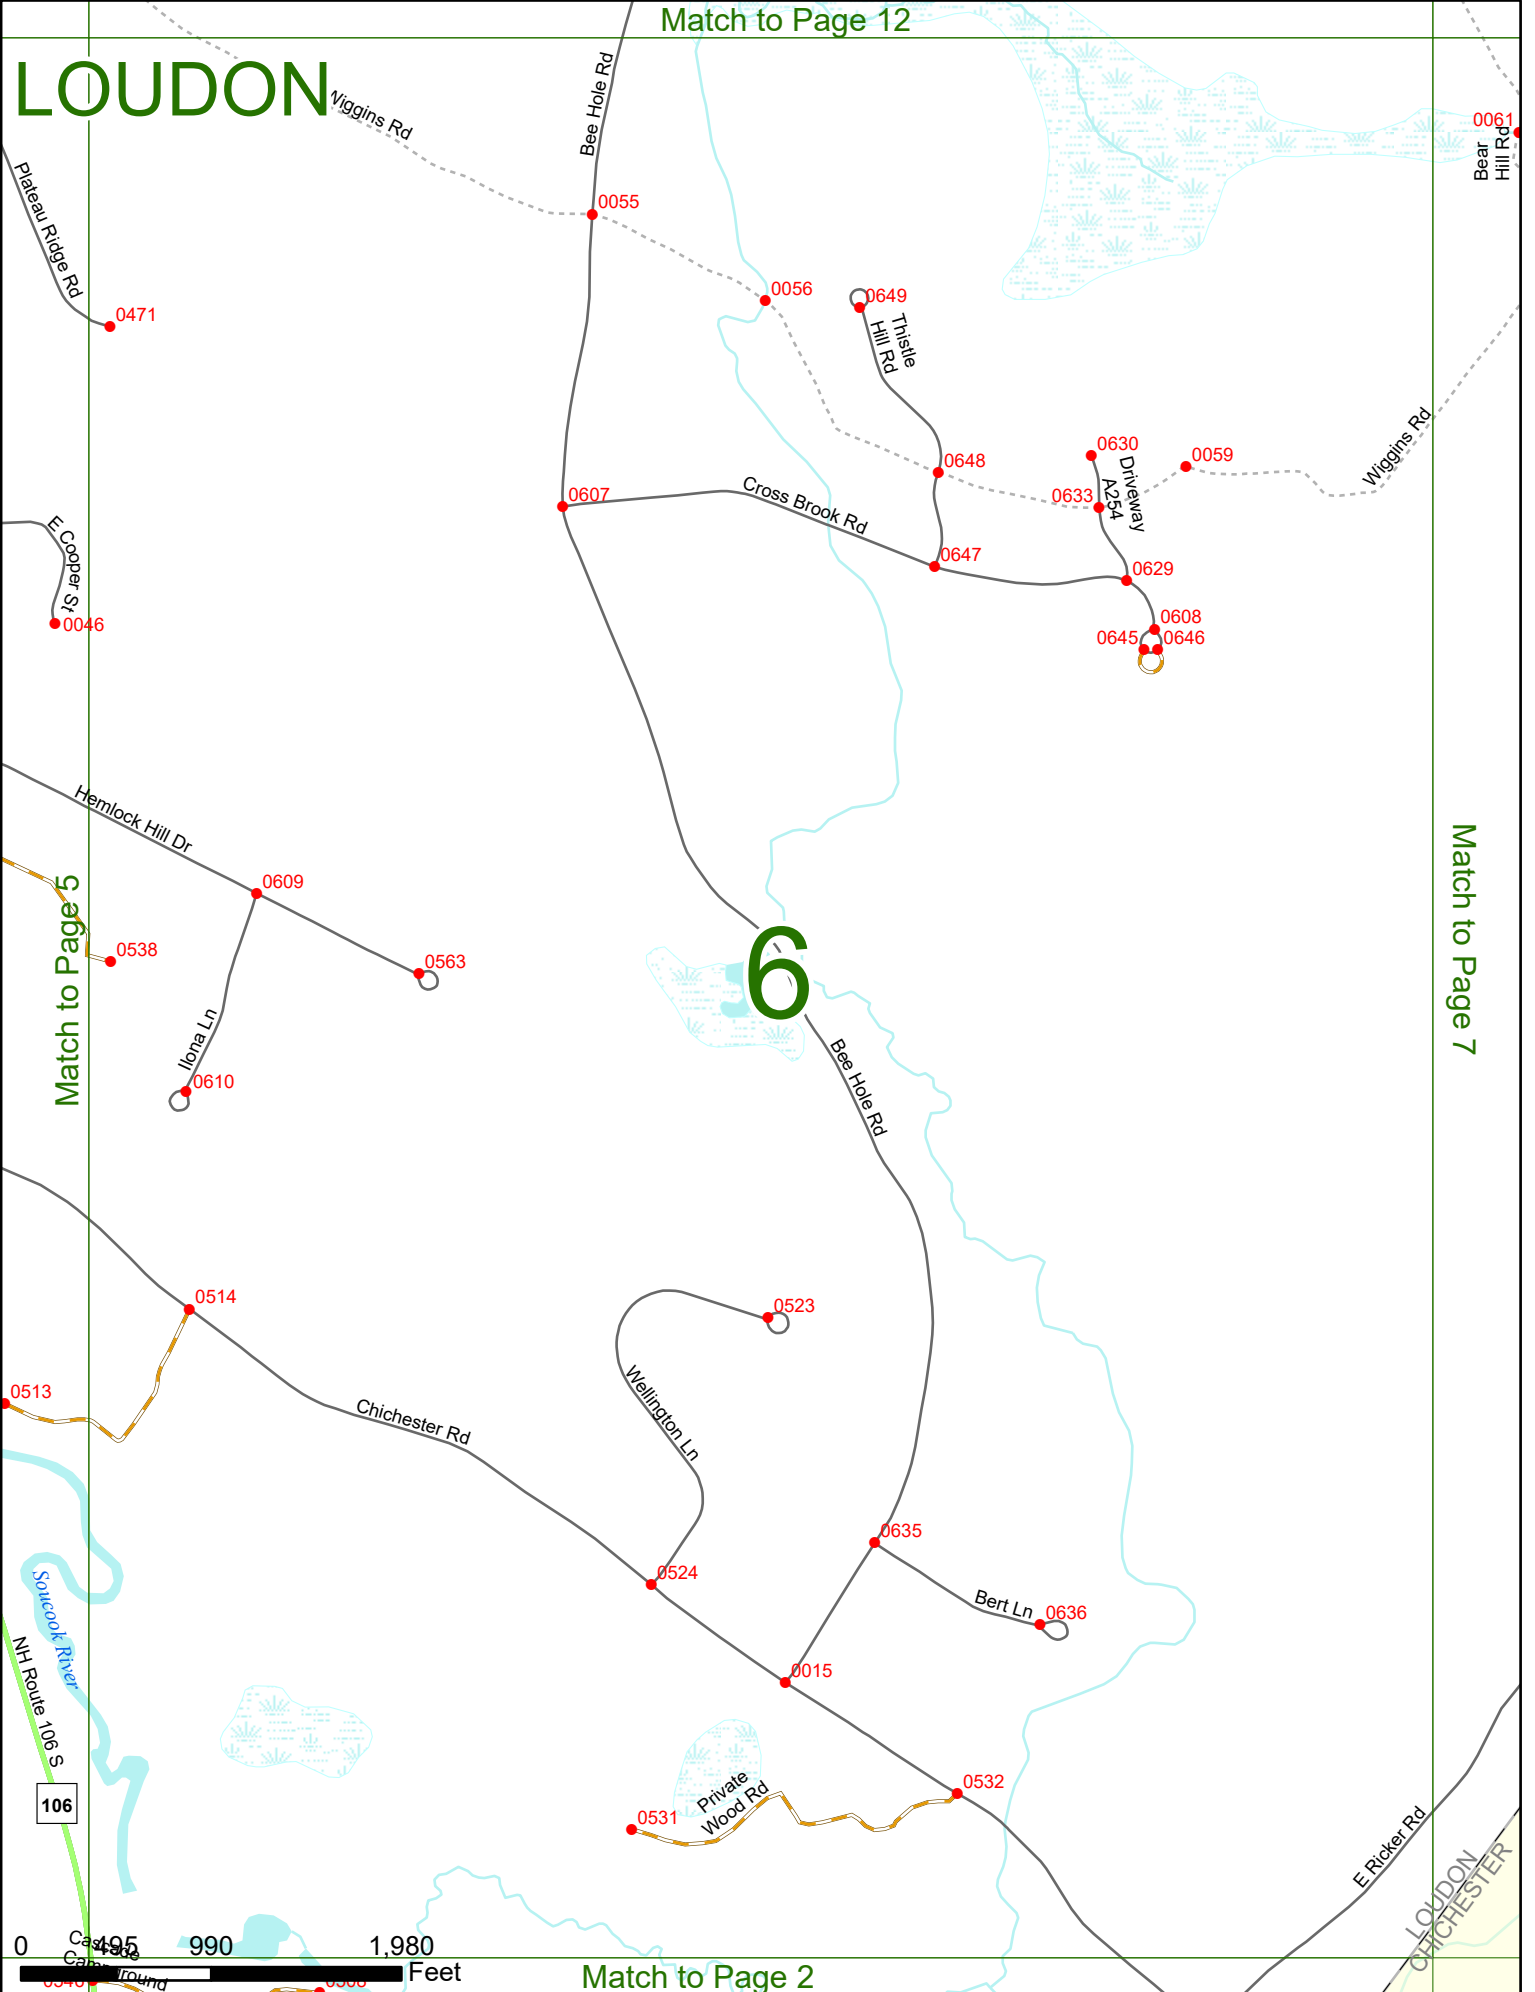 Match to Page 12
LOUDON
Wiggins Rd
Bee Hole Rd
0061
Bear
Hill Rd
Plateau Ridge Rd
0055
0056
0649
Thistle
Hill Rd
0471
Wiggins Rd
0630
0059
0648
Driveway
A254
0633
0607
Cross Brook Rd
0647
0629
E Cooper St
0046
0608
0645
0646
Hemlock Hill Dr
0609
Match to Page 5
Match to Page 7
0538
0563
6
Ilona Ln
0610
Bee Hole Rd
0514
0523
0513
Wellington Ln
Chichester Rd
0635
0524
Bert Ln
0636
Soucook River
NH Route 106 S
0015
106
0532
Private
Wood Rd
0531
E Ricker Rd
LOUDON
CHICHESTER
0 495 990 1,980
Feet
Cascade
Campground
Match to Page 2